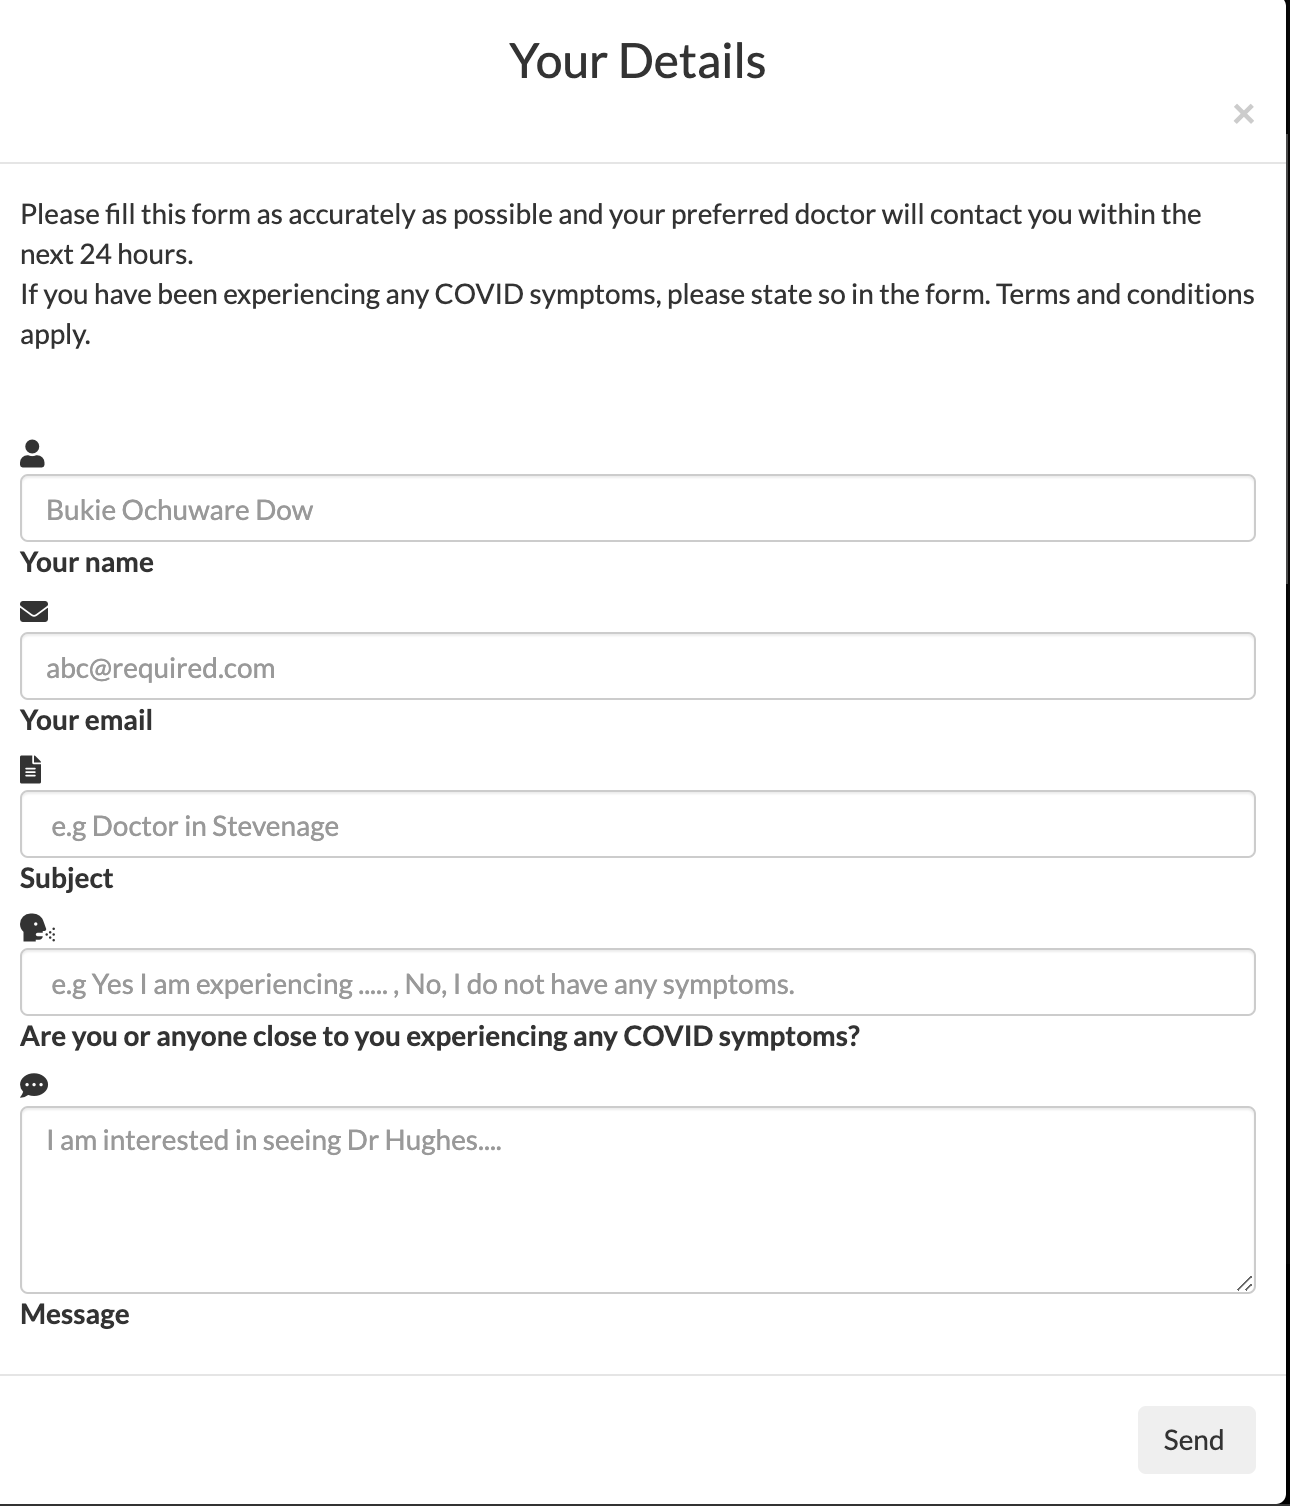 Your Details
×
Please fill this form as accurately as possible and your preferred doctor will contact you within the
next 24 hours.
If you have been experiencing any COVID symptoms, please state so in the form. Terms and conditions
apply.
Bukie Ochuware Dow
Your name
abc@required.com
Your email
e.g Doctor in Stevenage
Subject
e.g Yes I am experiencing ..... , No, I do not have any symptoms.
Are you or anyone close to you experiencing any COVID symptoms?
I am interested in seeing Dr Hughes....
Message
Send